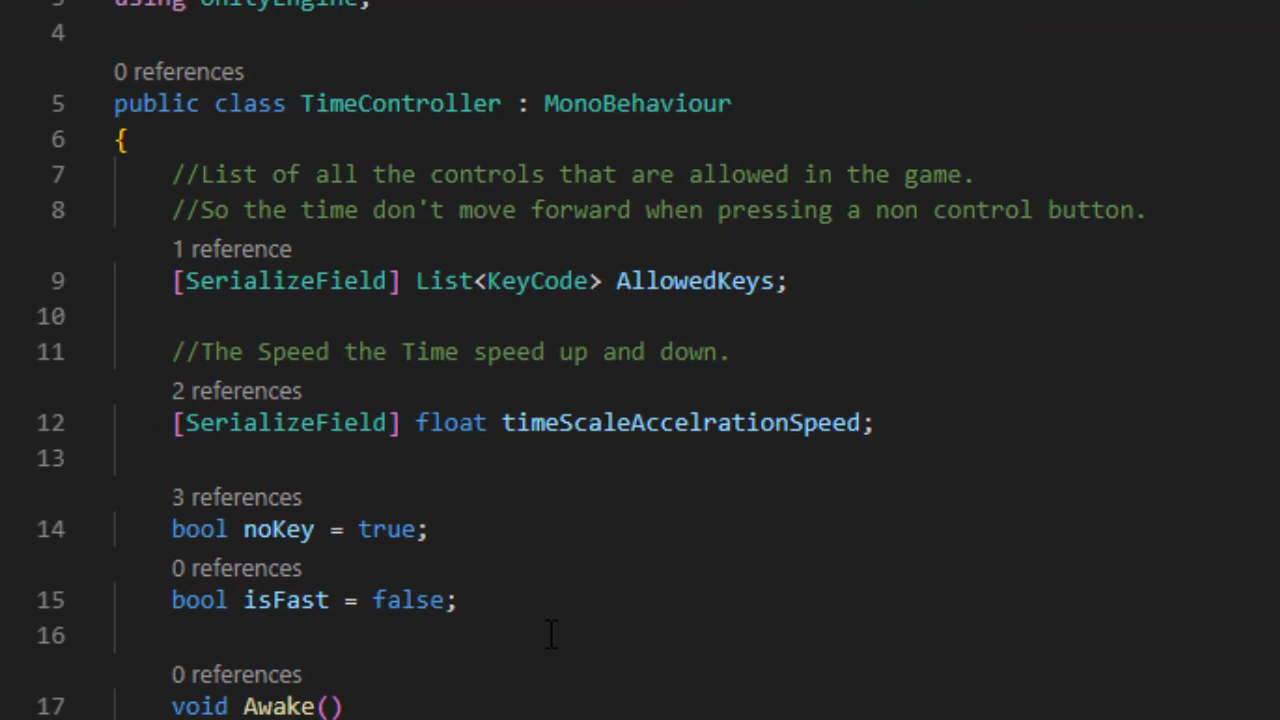 3 using UnityEngine;
4
0 references
5 public class TimeController : MonoBehaviour
6 {
7 //List of all the controls that are allowed in the game.
8 //So the time don't move forward when pressing a non control button.
1 reference
9 [SerializeField] List<KeyCode> AllowedKeys;
10
11 //The Speed the Time speed up and down.
2 references
12 [SerializeField] float timeScaleAccelrationSpeed;
13
3 references
14 bool noKey = true;
0 references
15 bool isFast = false;
16
0 references
17 void Awake()